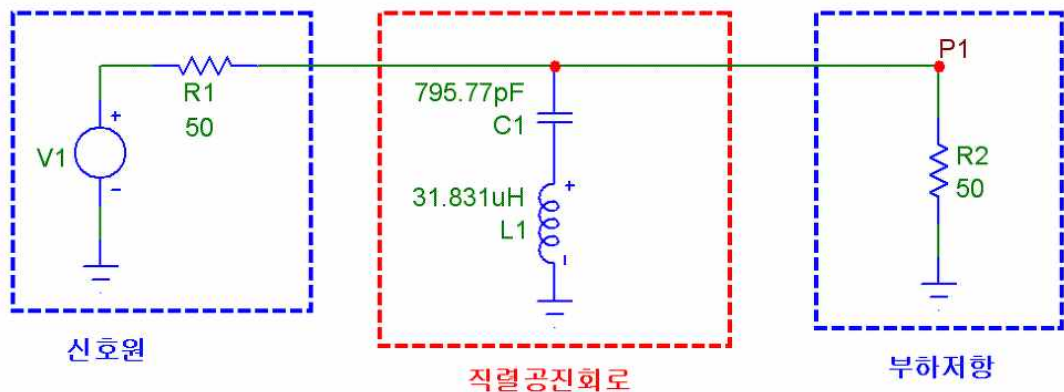 P1
R1
50
V1
+
-
795.77pF
C1
31.831uH
L1
+
-
R2
50
신호원
직렬공진회로
부하저항